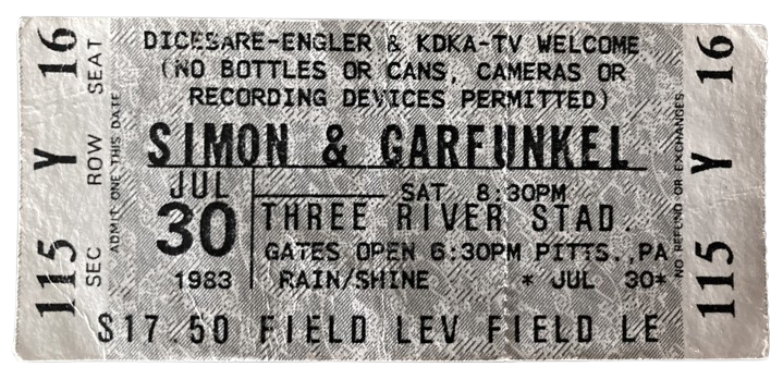 SEC 115 ROW Y SEAT 16
ADMIT ONE THIS DATE
DICESARE-ENGLER & KDKA-TV WELCOME
(NO BOTTLES OR CANS, CAMERAS OR
RECORDING DEVICES PERMITTED)
SIMON & GARFUNKEL
JUL
30
1983
SAT 8:30PM
THREE RIVER STAD.
GATES OPEN 6:30PM PITTS.,PA
RAIN/SHINE * JUL 30*
$17.50 FIELD LEV FIELD LE
NO REFUND OR EXCHANGES
115 Y 16